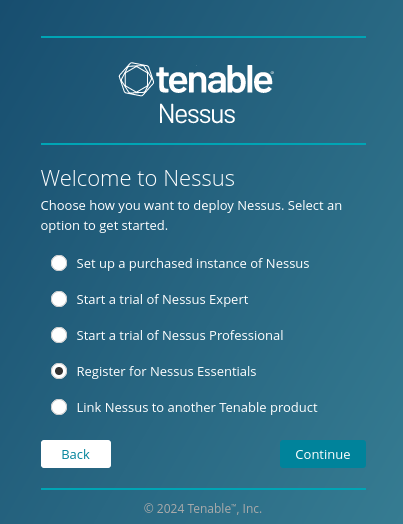 tenable
Nessus
Welcome to Nessus
Choose how you want to deploy Nessus. Select an
option to get started.
Set up a purchased instance of Nessus
Start a trial of Nessus Expert
Start a trial of Nessus Professional
Register for Nessus Essentials
Link Nessus to another Tenable product
Back
Continue
© 2024 Tenable™, Inc.